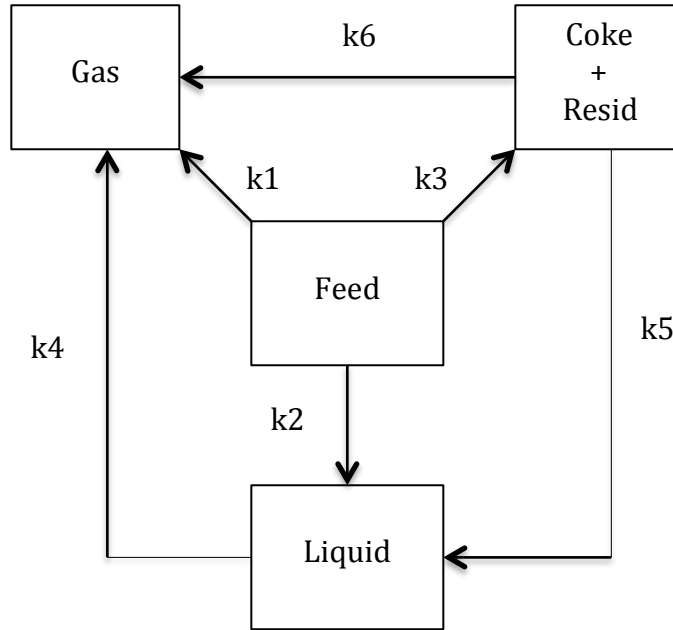 Gas
k6
Coke
+
Resid
k1
k3
Feed
k4
k5
k2
Liquid